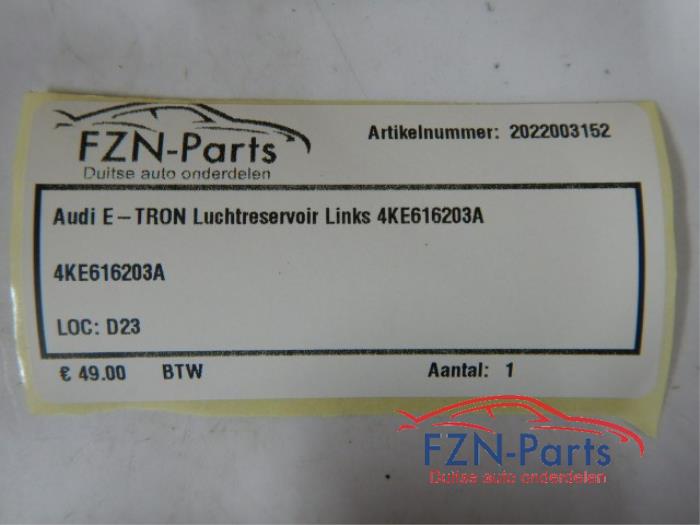 FZN-Parts
Duitse auto onderdelen
Artikelnummer: 2022003152
Audi E-TRON Luchtreservoir Links 4KE616203A
4KE616203A
LOC: D23
€ 49.00 BTW Aantal: 1
FZN-Parts
Duitse auto onderdelen